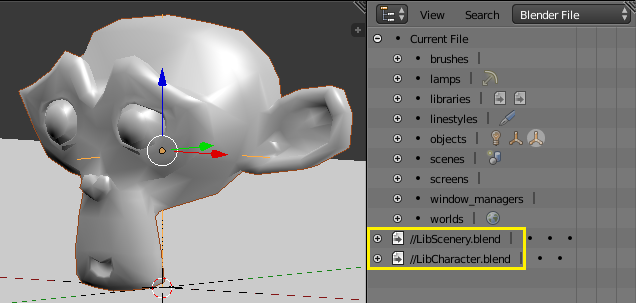 View Search Blender File
Current File
brushes
lamps
libraries
linestyles
objects
scenes
screens
window_managers
worlds
//LibScenery.blend
//LibCharacter.blend